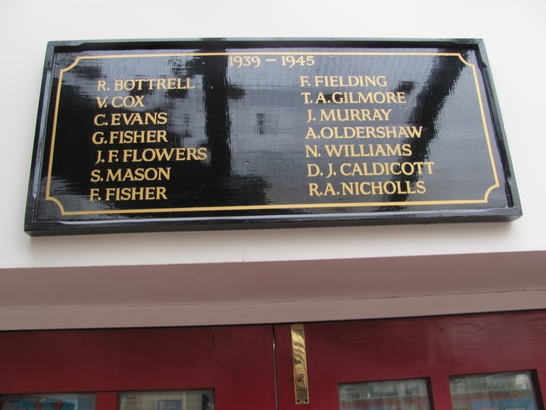 1939 – 1945
R. BOTTRELL
V. COX
C. EVANS
G. FISHER
J. F. FLOWERS
S. MASON
F. FISHER
F. FIELDING
T. A. GILMORE
J. MURRAY
A. OLDERSHAW
N. WILLIAMS
D. J. CALDICOTT
R. A. NICHOLLS